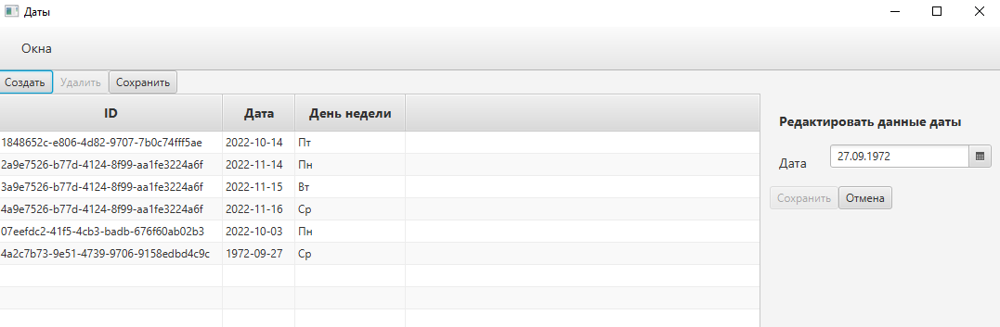 Даты
Окна
Создать Удалить Сохранить
ID Дата День недели
1848652c-e806-4d82-9707-7b0c74fff5ae 2022-10-14 Пт
2a9e7526-b77d-4124-8f99-aa1fe3224a6f 2022-11-14 Пн
3a9e7526-b77d-4124-8f99-aa1fe3224a6f 2022-11-15 Вт
4a9e7526-b77d-4124-8f99-aa1fe3224a6f 2022-11-16 Ср
07eefdc2-41f5-4cb3-badb-676f60ab02b3 2022-10-03 Пн
4a2c7b73-9e51-4739-9706-9158edbd4c9c 1972-09-27 Ср
Редактировать данные даты
Дата 27.09.1972
Сохранить Отмена